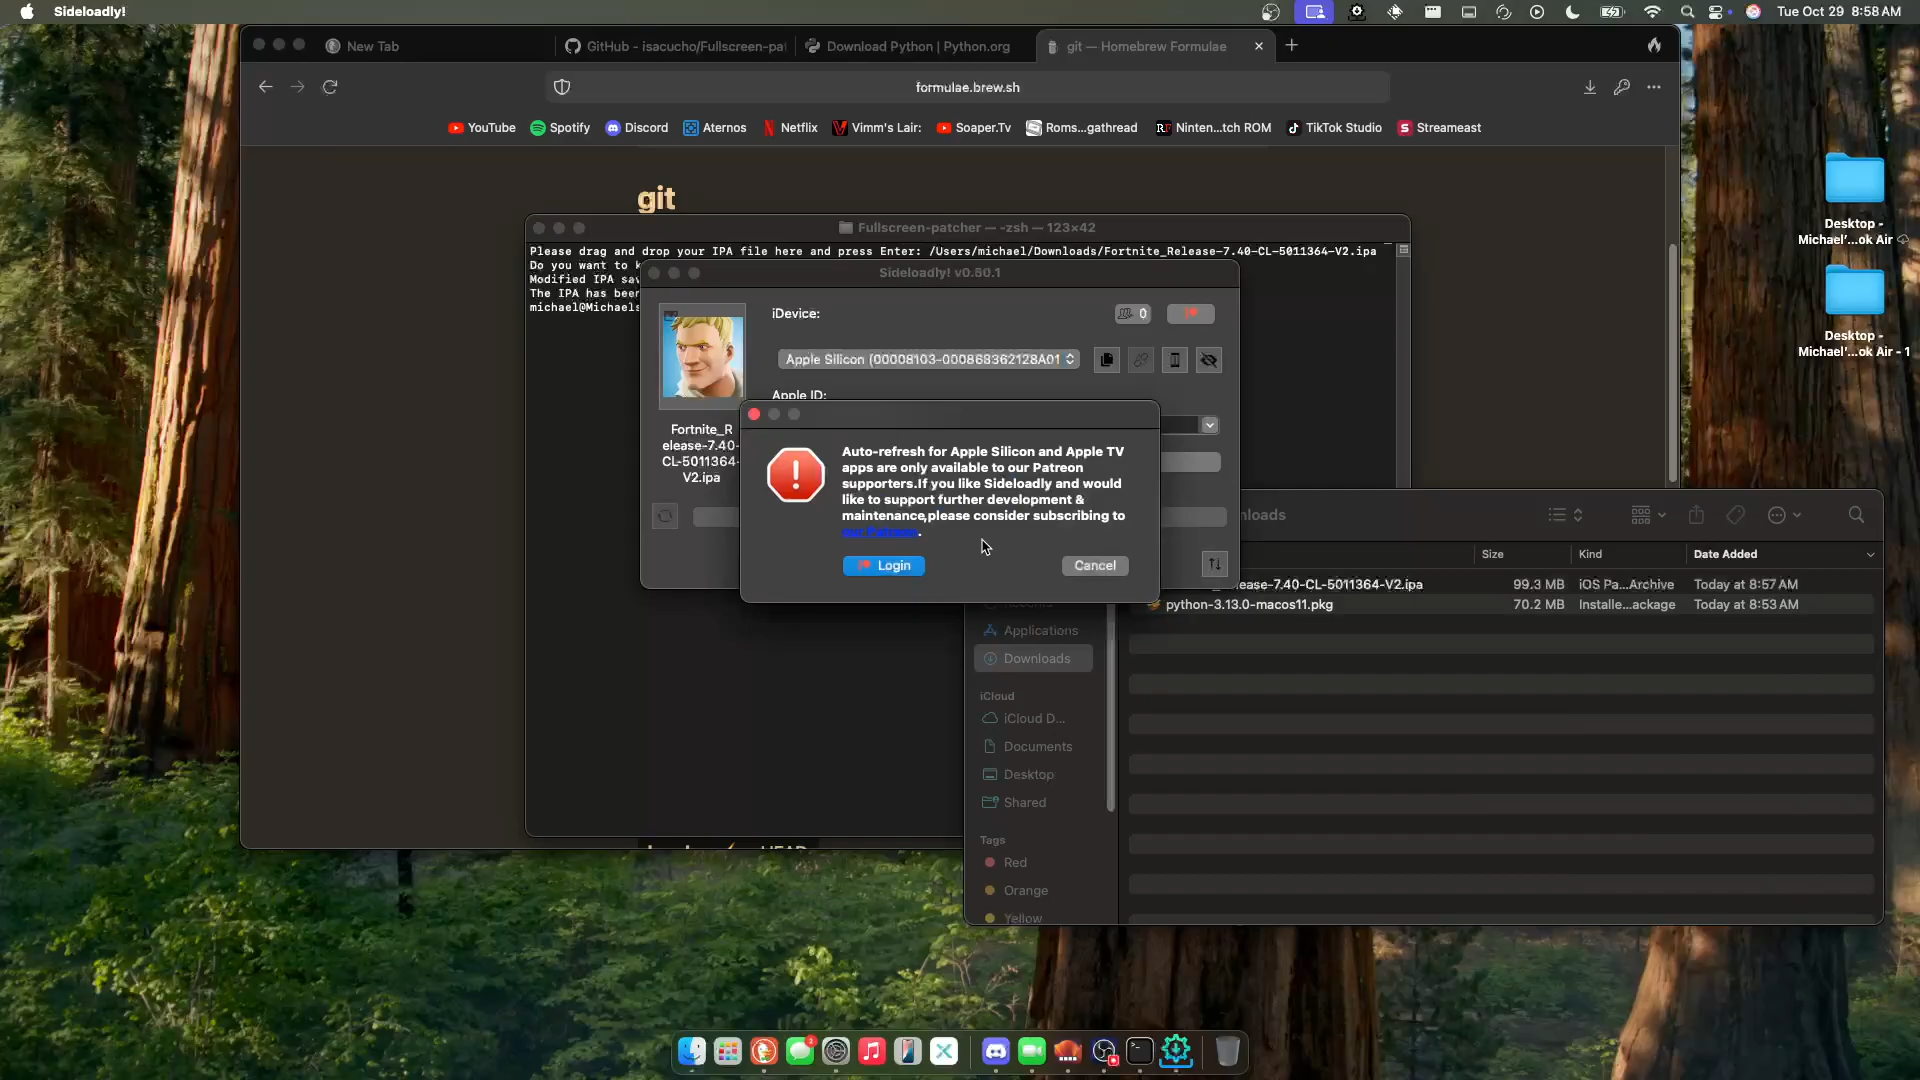 Sideloadly!
Tue Oct 29 8:58 AM
New Tab
GitHub - isacucho/Fullscreen-pa
Download Python | Python.org
git — Homebrew Formulae
formulae.brew.sh
YouTube
Spotify
Discord
Aternos
Netflix
Vimm's Lair:
Soaper.Tv
Roms...gathread
Ninten...tch ROM
TikTok Studio
Streameast
git
Desktop -
Michael'...ok Air
Desktop -
Michael'...ok Air - 1
Fullscreen-patcher — -zsh — 123×42
Please drag and drop your IPA file here and press Enter: /Users/michael/Downloads/Fortnite_Release-7.40-CL-5011364-V2.ipa
Do you want to k
Modified IPA sav
The IPA has been
michael@Michaels
Sideloadly! v0.50.1
iDevice:
0
Apple Silicon (00008103-000868362128A01
Apple ID:
Fortnite_R
elease-7.40-
CL-5011364-
V2.ipa
Auto-refresh for Apple Silicon and Apple TV
apps are only available to our Patreon
supporters.If you like Sideloadly and would
like to support further development &
maintenance,please consider subscribing to
our Patreon.
Login
Cancel
nloads
Size
Kind
Date Added
ease-7.40-CL-5011364-V2.ipa
99.3 MB
iOS Pa...Archive
Today at 8:57 AM
python-3.13.0-macos11.pkg
70.2 MB
Installe...ackage
Today at 8:53 AM
Applications
Downloads
iCloud
iCloud D...
Documents
Desktop
Shared
Tags
Red
Orange
Yellow
2